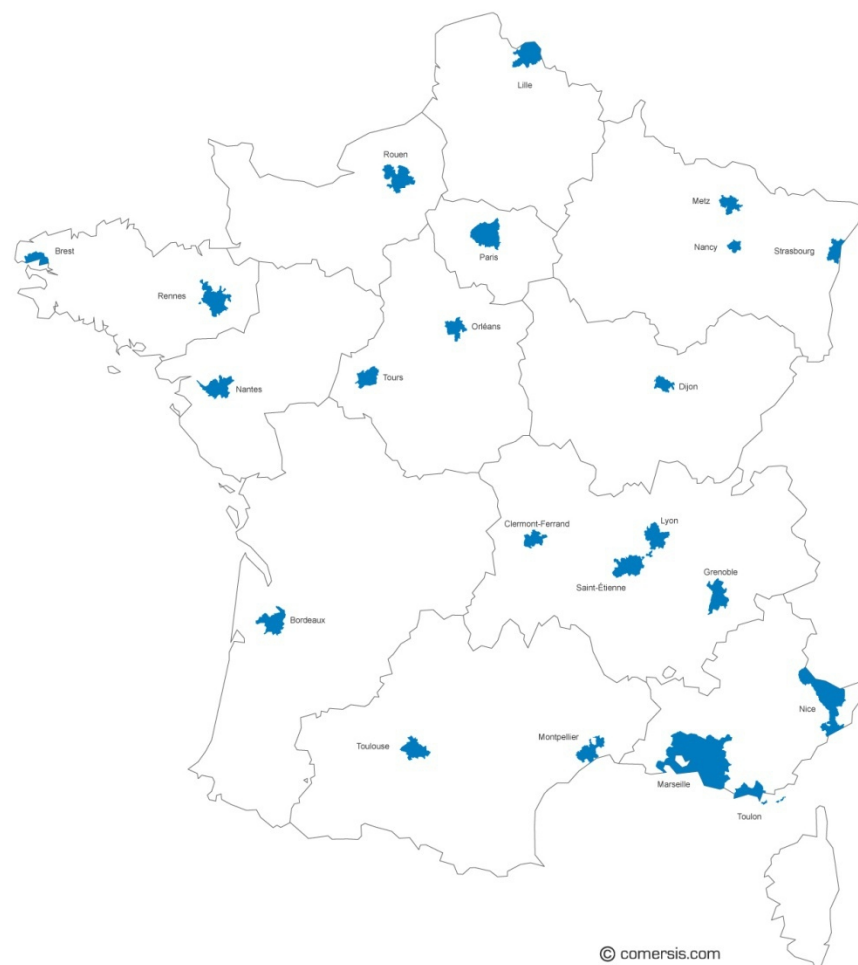 Lille
Rouen
Metz
Nancy
Strasbourg
Paris
Brest
Rennes
Orléans
Tours
Nantes
Dijon
Clermont-Ferrand
Lyon
Saint-Étienne
Grenoble
Bordeaux
Nice
Toulouse
Montpellier
Marseille
Toulon
© comersis.com